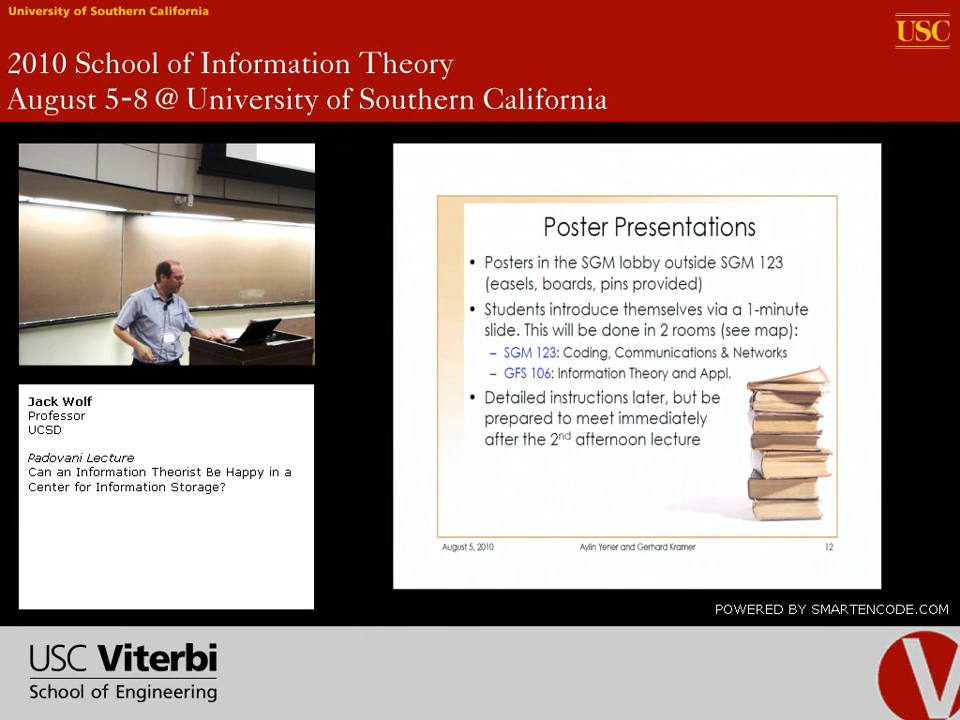 University of Southern California
USC
2010 School of Information Theory
August 5-8 @ University of Southern California
Poster Presentations
• Posters in the SGM lobby outside SGM 123
(easels, boards, pins provided)
• Students introduce themselves via a 1-minute
slide. This will be done in 2 rooms (see map):
– SGM 123: Coding, Communications & Networks
– GFS 106: Information Theory and Appl.
• Detailed instructions later, but be
prepared to meet immediately
after the 2nd afternoon lecture
August 5, 2010 Aylin Yener and Gerhard Kramer 12
Jack Wolf
Professor
UCSD
Padovani Lecture
Can an Information Theorist Be Happy in a
Center for Information Storage?
POWERED BY SMARTENCODE.COM
USC Viterbi
School of Engineering
V